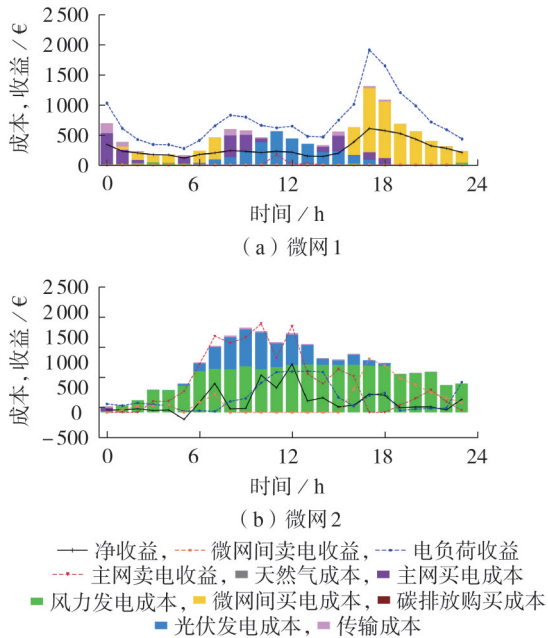 2 500
2 000
1 500
1 000
500
0
成本, 收益/€
0 6 12 18 24
时间/h
(a)微网1
2 500
2 000
1 500
1 000
500
0
-500
成本, 收益/€
0 6 12 18 24
时间/h
(b)微网2
净收益, 微网间卖电收益, 电负荷收益
主网卖电收益, 天然气成本, 主网买电成本
风力发电成本, 微网间买电成本, 碳排放购买成本
光伏发电成本, 传输成本